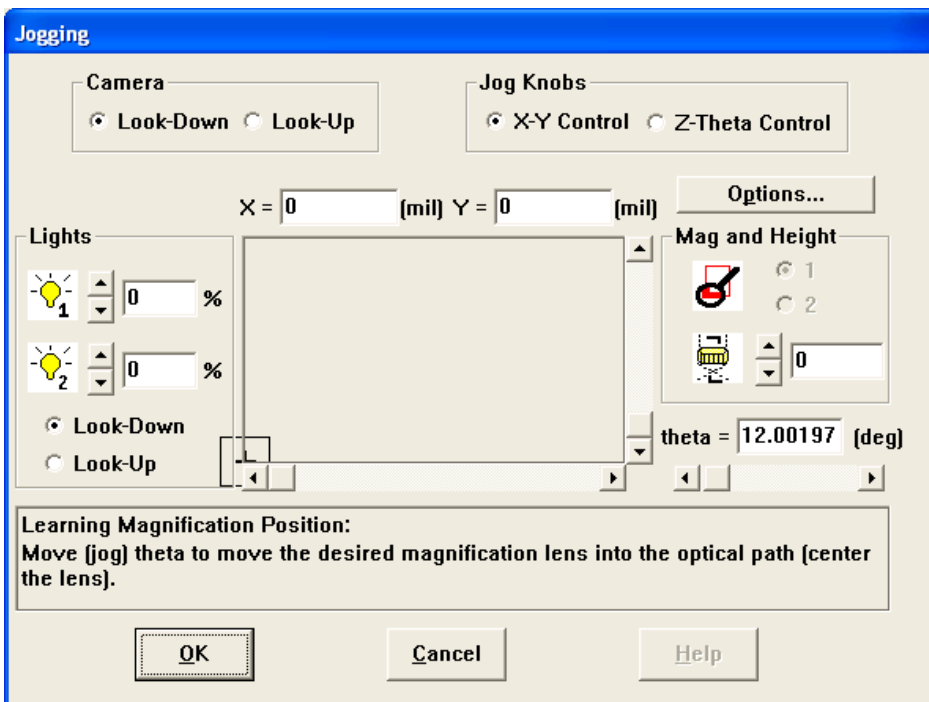 Jogging
Camera
Look-Down Look-Up
Jog Knobs
X-Y Control Z-Theta Control
X = 0 (mil) Y = 0 (mil)
Options...
Lights
1 0 %
2 0 %
Look-Down
Look-Up
Mag and Height
1
2
0
theta = 12.00197 (deg)
Learning Magnification Position:
Move (jog) theta to move the desired magnification lens into the optical path (center
the lens).
OK Cancel Help